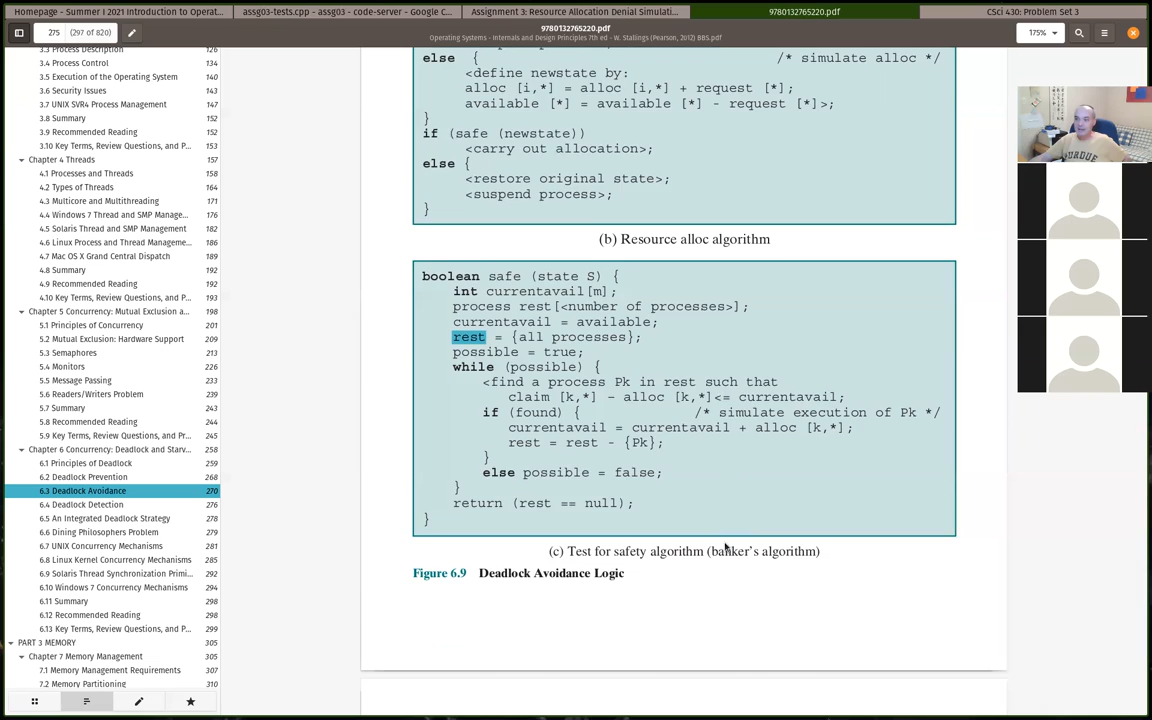 Homepage - Summer I 2021 Introduction to Operat...
assg03-tests.cpp - assg03 - code-server - Google C...
Assignment 3: Resource Allocation Denial Simulati...
9780132765220.pdf
CSci 430: Problem Set 3
275 (297 of 820)
9780132765220.pdf
Operating Systems - Internals and Design Principles 7th ed - W. Stallings (Pearson, 2012) BBS.pdf
175%
3.3 Process Description 126
3.4 Process Control 134
3.5 Execution of the Operating System 140
3.6 Security Issues 143
3.7 UNIX SVR4 Process Management 147
3.8 Summary 152
3.9 Recommended Reading 152
3.10 Key Terms, Review Questions, and P... 153
Chapter 4 Threads 157
4.1 Processes and Threads 158
4.2 Types of Threads 164
4.3 Multicore and Multithreading 171
4.4 Windows 7 Thread and SMP Manage... 176
4.5 Solaris Thread and SMP Management 182
4.6 Linux Process and Thread Manageme... 186
4.7 Mac OS X Grand Central Dispatch 189
4.8 Summary 192
4.9 Recommended Reading 192
4.10 Key Terms, Review Questions, and P... 193
Chapter 5 Concurrency: Mutual Exclusion a... 198
5.1 Principles of Concurrency 201
5.2 Mutual Exclusion: Hardware Support 209
5.3 Semaphores 213
5.4 Monitors 226
5.5 Message Passing 233
5.6 Readers/Writers Problem 239
5.7 Summary 243
5.8 Recommended Reading 244
5.9 Key Terms, Review Questions, and Pr... 245
Chapter 6 Concurrency: Deadlock and Starv... 258
6.1 Principles of Deadlock 259
6.2 Deadlock Prevention 268
6.3 Deadlock Avoidance 270
6.4 Deadlock Detection 276
6.5 An Integrated Deadlock Strategy 278
6.6 Dining Philosophers Problem 279
6.7 UNIX Concurrency Mechanisms 281
6.8 Linux Kernel Concurrency Mechanisms 285
6.9 Solaris Thread Synchronization Primi... 292
6.10 Windows 7 Concurrency Mechanisms 294
6.11 Summary 298
6.12 Recommended Reading 298
6.13 Key Terms, Review Questions, and P... 299
PART 3 MEMORY 305
Chapter 7 Memory Management 305
7.1 Memory Management Requirements 307
7.2 Memory Partitioning 310
else { /* simulate alloc */
<define newstate by:
alloc [i,*] = alloc [i,*] + request [*];
available [*] = available [*] - request [*]>;
}
if (safe (newstate))
<carry out allocation>;
else {
<restore original state>;
<suspend process>;
}
(b) Resource alloc algorithm
boolean safe (state S) {
int currentavail[m];
process rest[<number of processes>];
currentavail = available;
rest = {all processes};
possible = true;
while (possible) {
<find a process Pk in rest such that
claim [k,*] – alloc [k,*]<= currentavail;
if (found) { /* simulate execution of Pk */
currentavail = currentavail + alloc [k,*];
rest = rest - {Pk};
}
else possible = false;
}
return (rest == null);
}
(c) Test for safety algorithm (banker's algorithm)
Figure 6.9 Deadlock Avoidance Logic
PURDUE